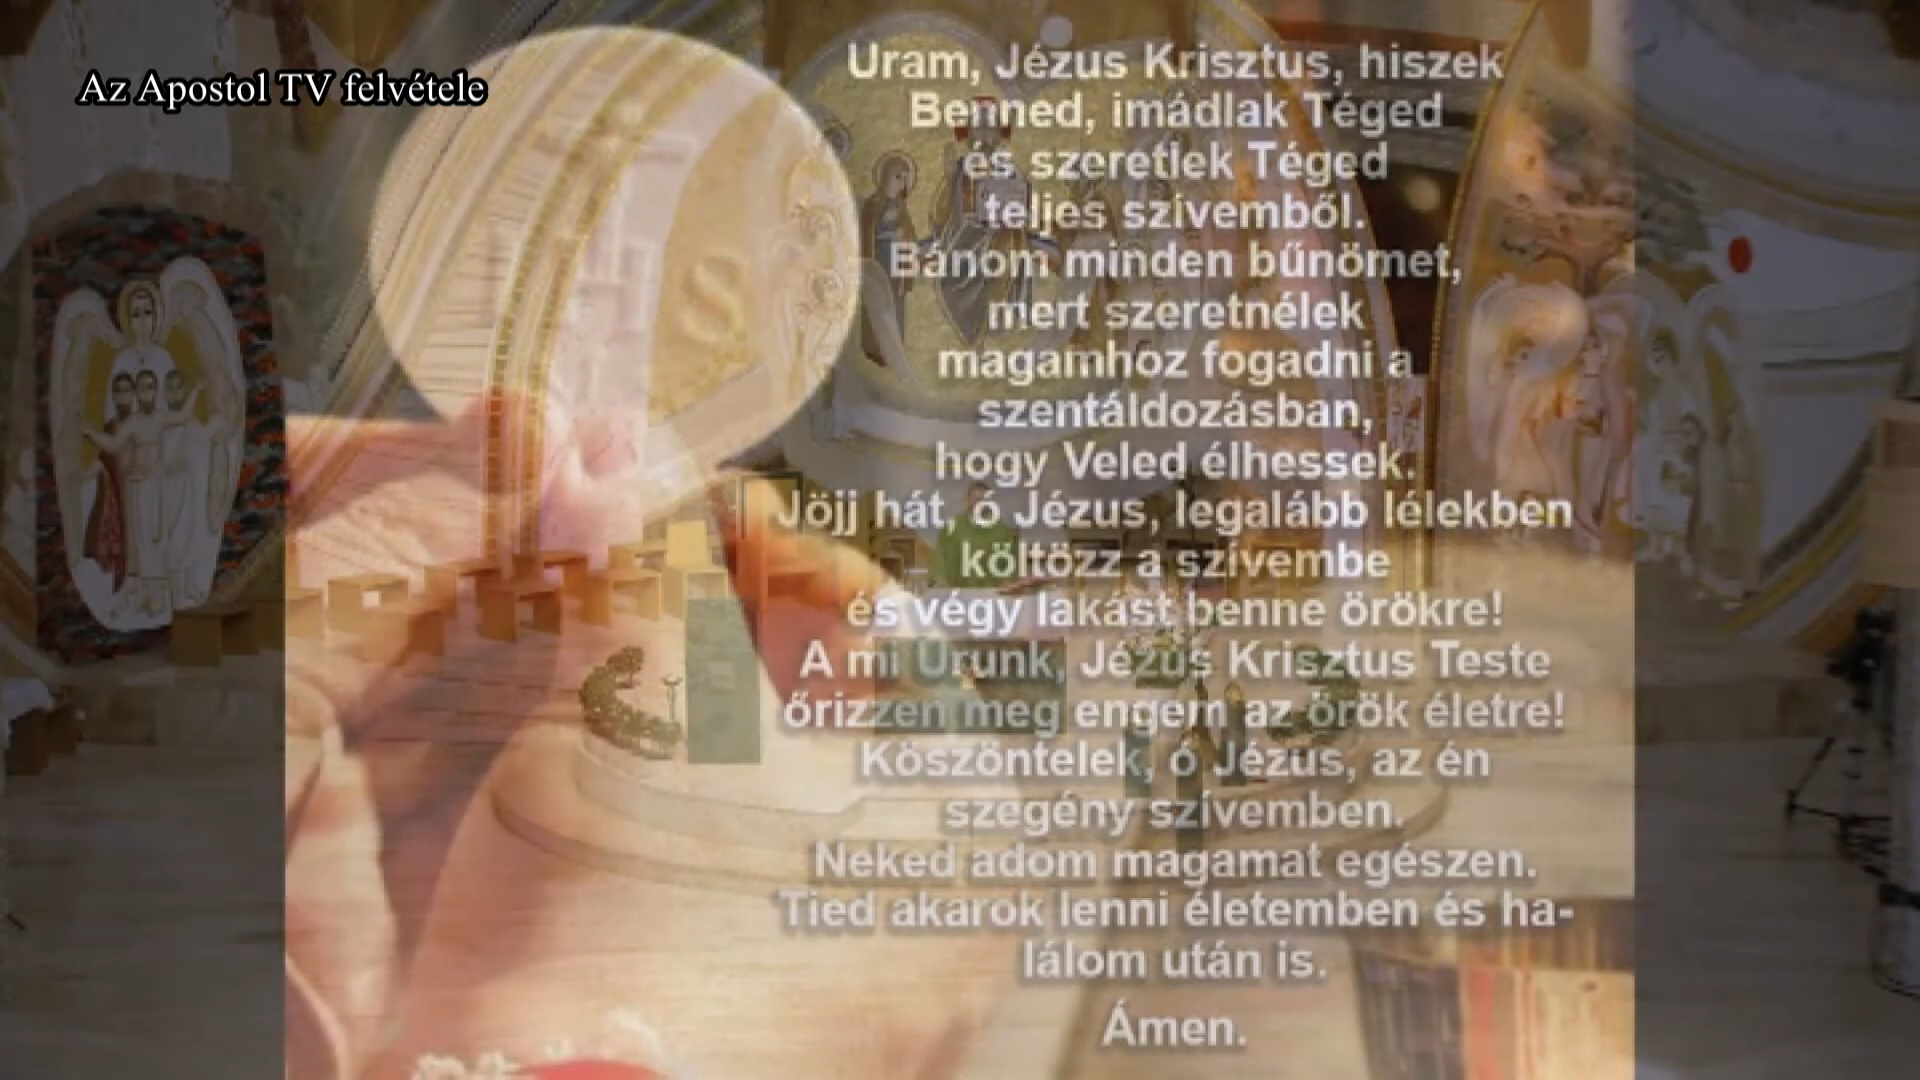 Az Apostol TV felvétele
Uram, Jézus Krisztus, hiszek
Benned, imádlak Téged
és szeretlek Téged
teljes szívemből.
Bánom minden bűnömet,
mert szeretnélek
magamhoz fogadni a
szentáldozásban,
hogy Veled élhessek.
Jöjj hát, ó Jézus, legalább lélekben
költözz a szívembe
és végy lakást benne örökre!
A mi Urunk, Jézus Krisztus Teste
őrizzen meg engem az örök életre!
Köszöntelek, ó Jézus, az én
szegény szívemben.
Neked adom magamat egészen.
Tied akarok lenni életemben és ha-
lálom után is.
Ámen.